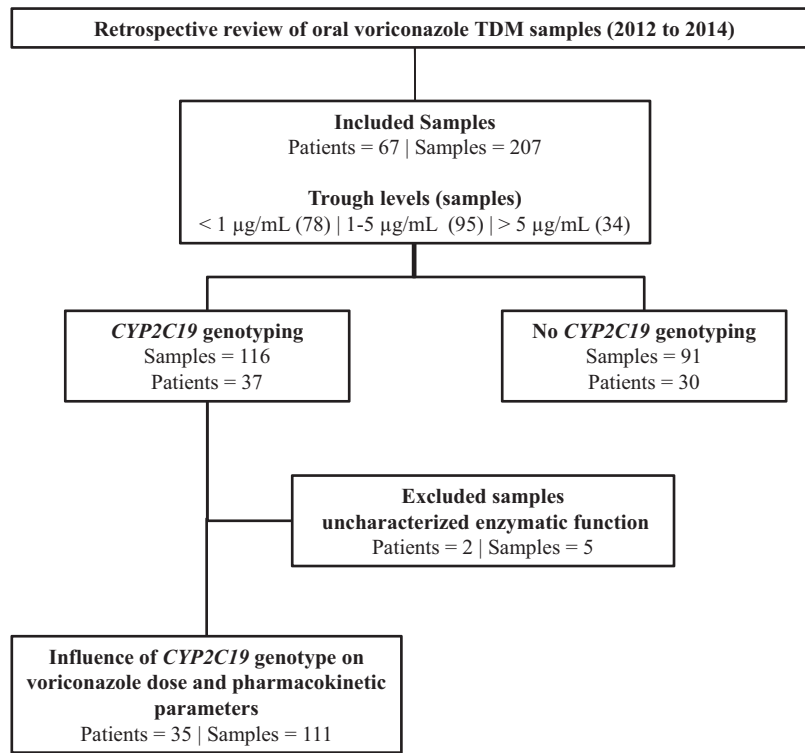 Retrospective review of oral voriconazole TDM samples (2012 to 2014)
Included Samples
Patients = 67 | Samples = 207
Trough levels (samples)
< 1 µg/mL (78) | 1-5 µg/mL (95) | > 5 µg/mL (34)
CYP2C19 genotyping
Samples = 116
Patients = 37
No CYP2C19 genotyping
Samples = 91
Patients = 30
Excluded samples
uncharacterized enzymatic function
Patients = 2 | Samples = 5
Influence of CYP2C19 genotype on
voriconazole dose and pharmacokinetic
parameters
Patients = 35 | Samples = 111